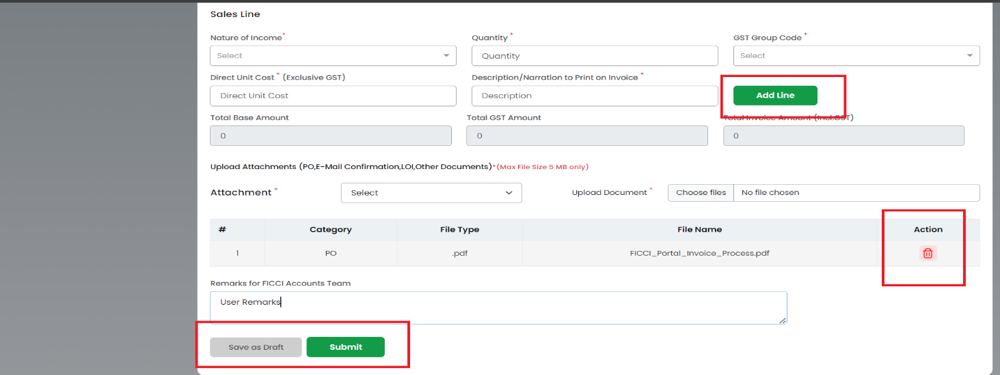 Sales Line
Nature of Income* Quantity * GST Group Code *
Select Quantity Select
Direct Unit Cost * (Exclusive GST) Description/Narration to Print on Invoice *
Direct Unit Cost Description Add Line
Total Base Amount Total GST Amount Total Invoice Amount (Incl.GST)
0 0 0
Upload Attachments (PO,E-Mail Confirmation,LOI,Other Documents)*(Max File Size 5 MB only)
Attachment * Select Upload Document * Choose files No file chosen
# Category File Type File Name Action
1 PO .pdf FICCI_Portal_Invoice_Process.pdf
Remarks for FICCI Accounts Team
User Remarks
Save as Draft Submit